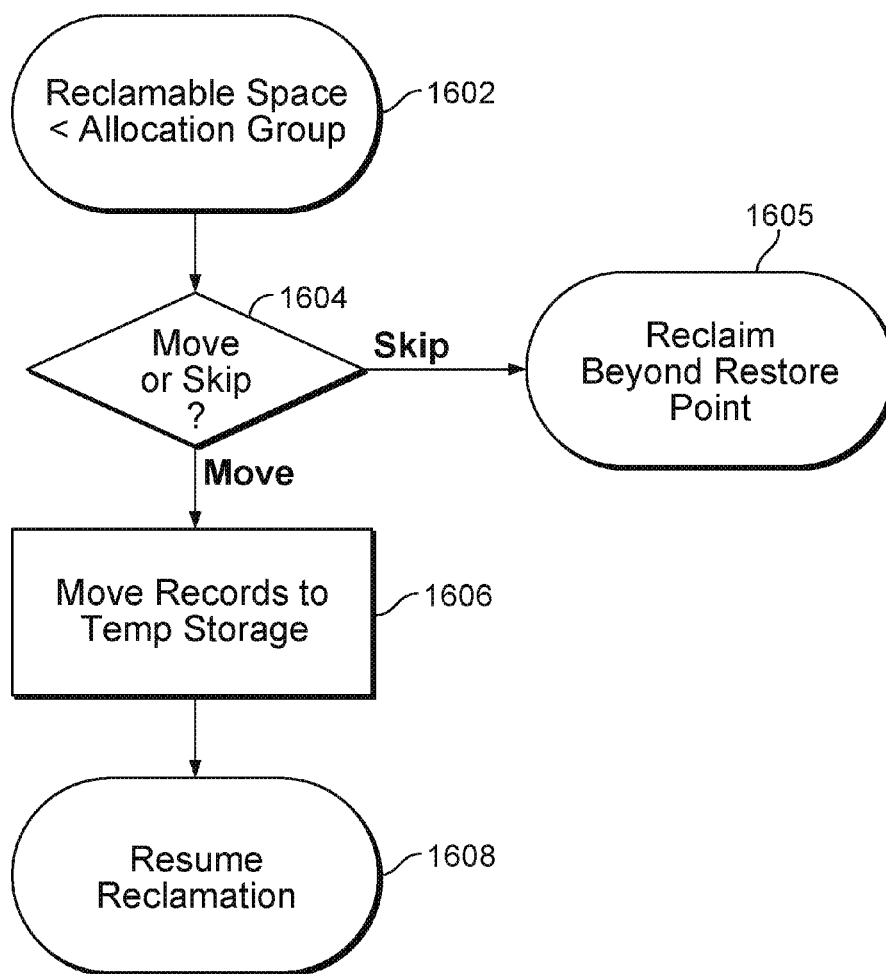 Reclamable Space
< Allocation Group
1602
1604
Move
or Skip
?
Skip
1605
Reclaim
Beyond Restore
Point
Move
Move Records to
Temp Storage
1606
Resume
Reclamation
1608